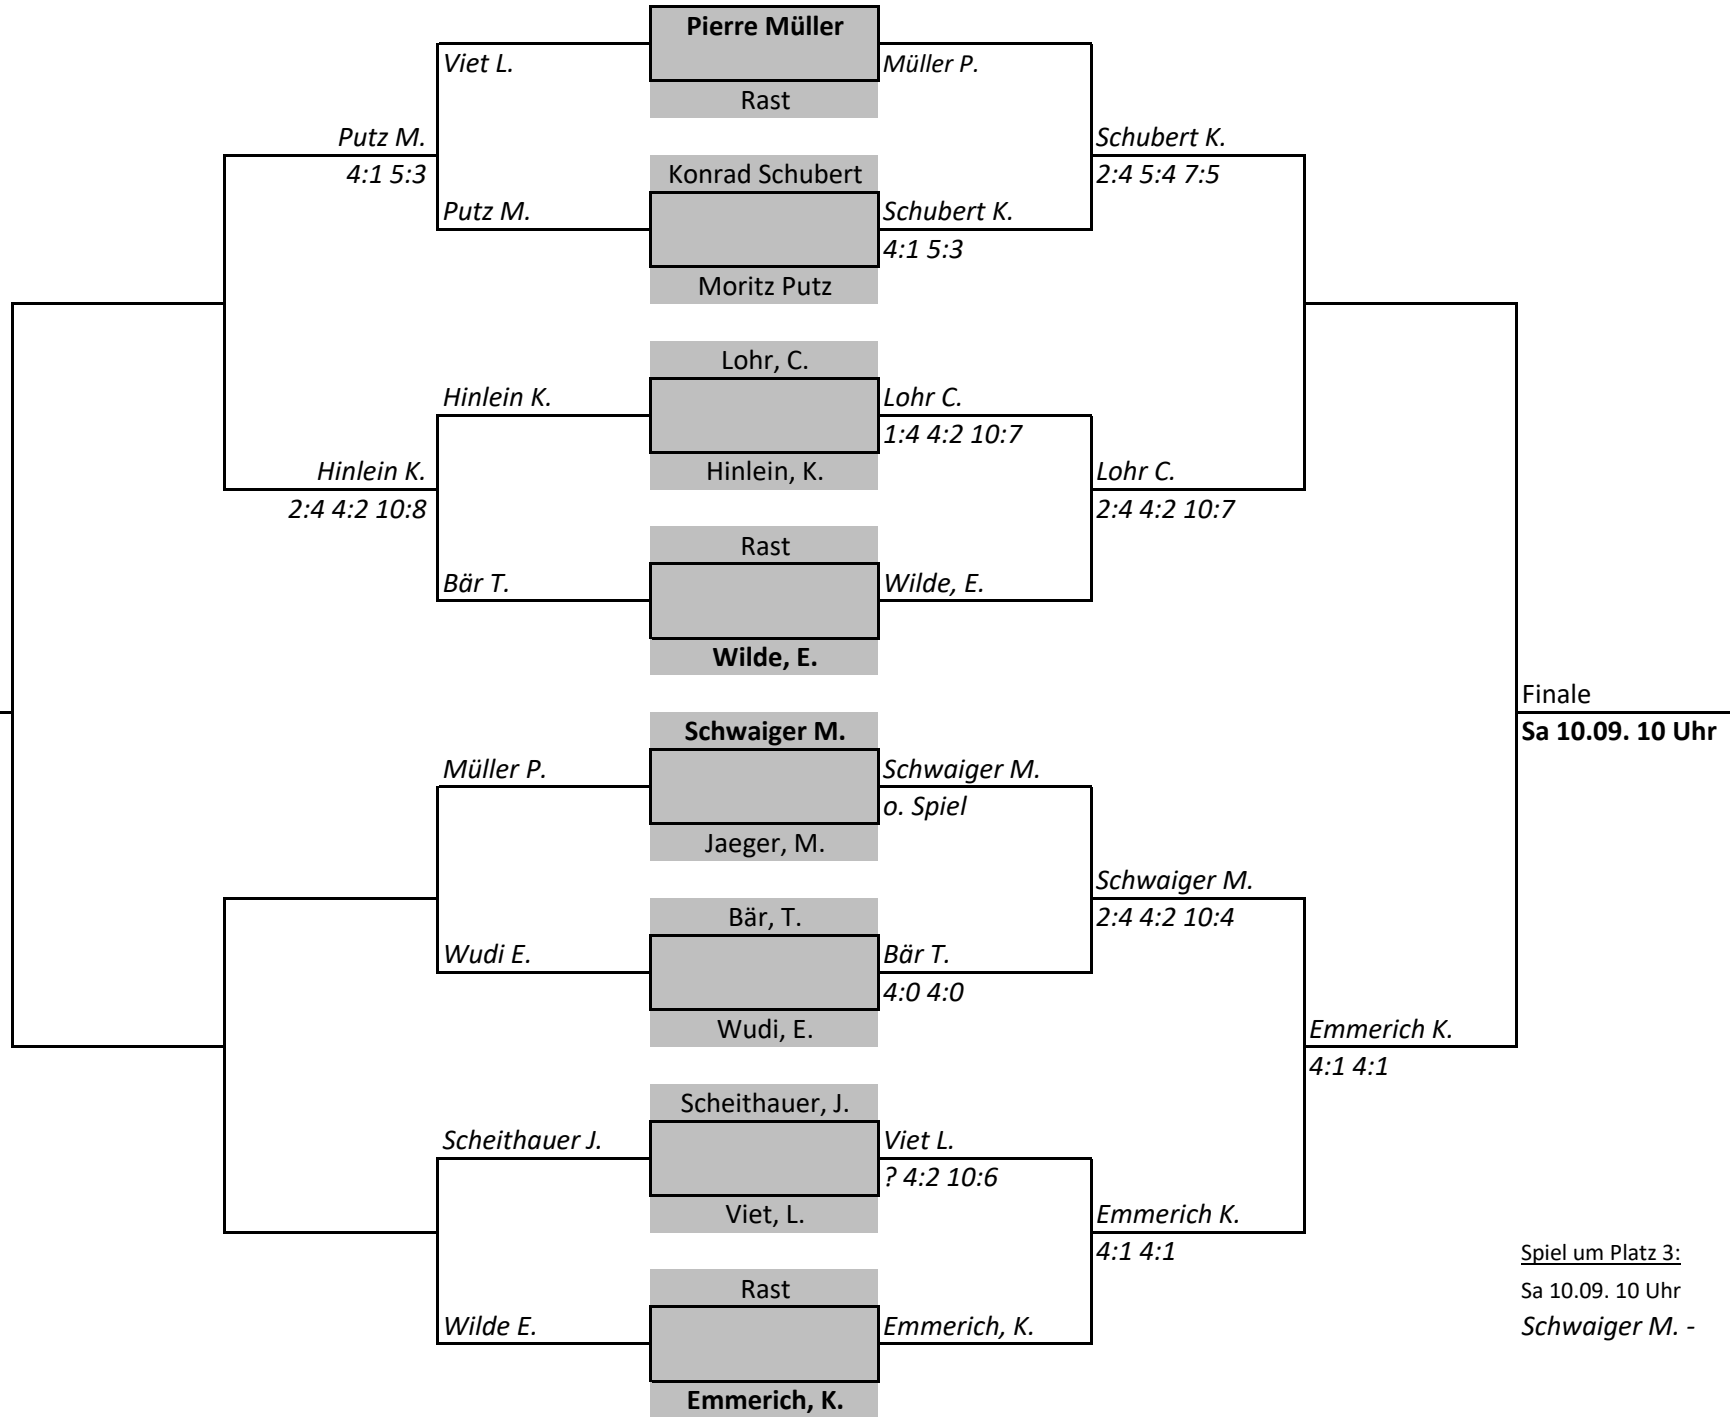 Pierre Müller
Viet L.
Müller P.
Rast
Putz M.
Schubert K.
4:1 5:3
Konrad Schubert
2:4 5:4 7:5
Putz M.
Schubert K.
4:1 5:3
Moritz Putz
Lohr, C.
Hinlein K.
Lohr C.
1:4 4:2 10:7
Hinlein K.
Hinlein, K.
Lohr C.
2:4 4:2 10:8
2:4 4:2 10:7
Rast
Bär T.
Wilde, E.
Wilde, E.
Finale
Schwaiger M.
Sa 10.09. 10 Uhr
Müller P.
Schwaiger M.
o. Spiel
Jaeger, M.
Schwaiger M.
Bär, T.
2:4 4:2 10:4
Wudi E.
Bär T.
4:0 4:0
Wudi, E.
Emmerich K.
4:1 4:1
Scheithauer, J.
Scheithauer J.
Viet L.
? 4:2 10:6
Viet, L.
Emmerich K.
4:1 4:1
Spiel um Platz 3:
Rast
Sa 10.09. 10 Uhr
Wilde E.
Emmerich, K.
Schwaiger M. -
Emmerich, K.